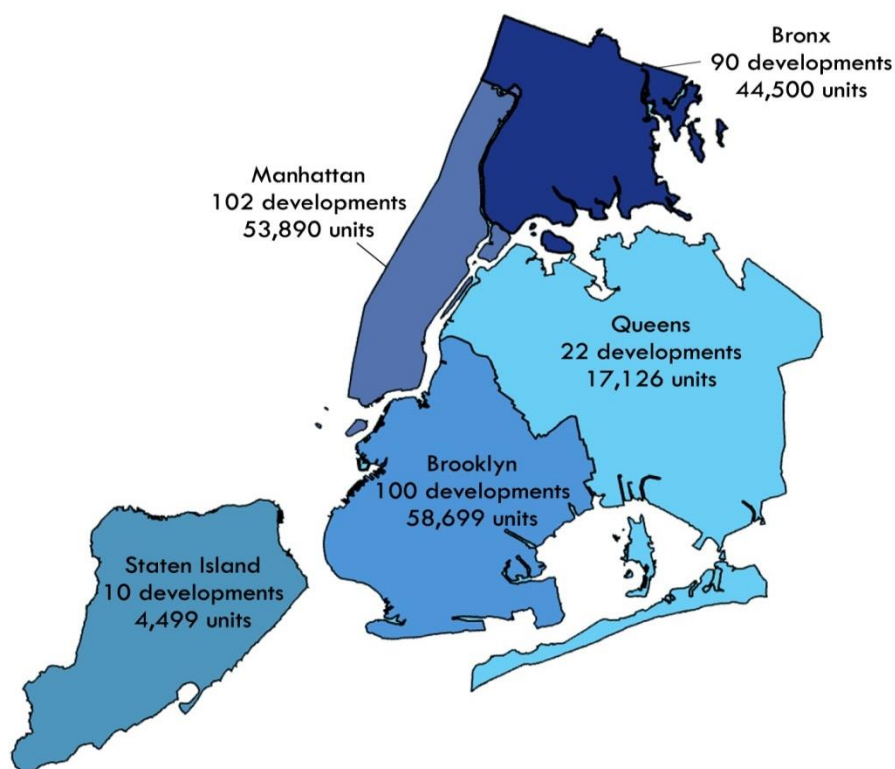 Bronx
90 developments
44,500 units
Manhattan
102 developments
53,890 units
Queens
22 developments
17,126 units
Brooklyn
100 developments
58,699 units
Staten Island
10 developments
4,499 units